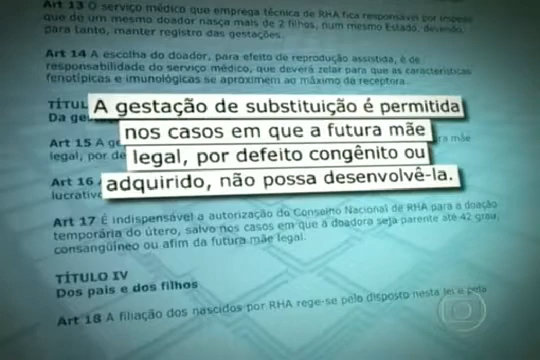 Art 13 O serviço médico que emprega técnica de RHA fica responsável por impedir
que de um mesmo doador nasça mais de 2 filhos, num mesmo Estado, devendo,
para tanto, manter registro das gestações.
Art 14 A escolha do doador, para efeito de reprodução assistida, é de
responsabilidade do serviço médico, que deverá zelar para que as características
fenotípicas e imunológicas se aproximem ao máximo da receptora.
TÍTUL
A gestação de substituição é permitida
Da ges
nos casos em que a futura mãe
Art 15 A ge
legal, por de
legal, por defeito congênito ou
Art 16
adquirido, não possa desenvolvê-la.
lucrativ
Art 17 É indispensável a autorização do Conselho Nacional de RHA para a doação
temporária do útero, salvo nos casos em que a doadora seja parente até 42 grau,
consangüíneo ou afim da futura mãe legal.
TÍTULO IV
Dos pais e dos filhos
Art 18 A filiação dos nascidos por RHA rege-se pelo disposto nesta lei e pela